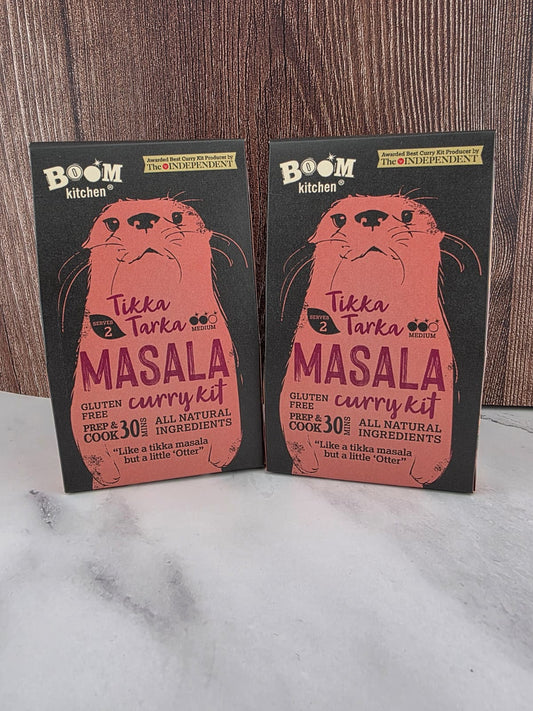 BOOM
kitchen®
Awarded Best Curry Kit Producer by
The INDEPENDENT
Tikka
Tarka
SERVES
2
MEDIUM
MASALA
curry kit
GLUTEN
FREE
PREP &
COOK 30 MINS
ALL NATURAL
INGREDIENTS
"Like a tikka masala
but a little 'Otter"
BOOM
kitchen®
Awarded Best Curry Kit Producer by
The INDEPENDENT
Tikka
Tarka
SERVES
2
MEDIUM
MASALA
curry kit
GLUTEN
FREE
PREP &
COOK 30 MINS
ALL NATURAL
INGREDIENTS
"Like a tikka masala
but a little 'Otter"